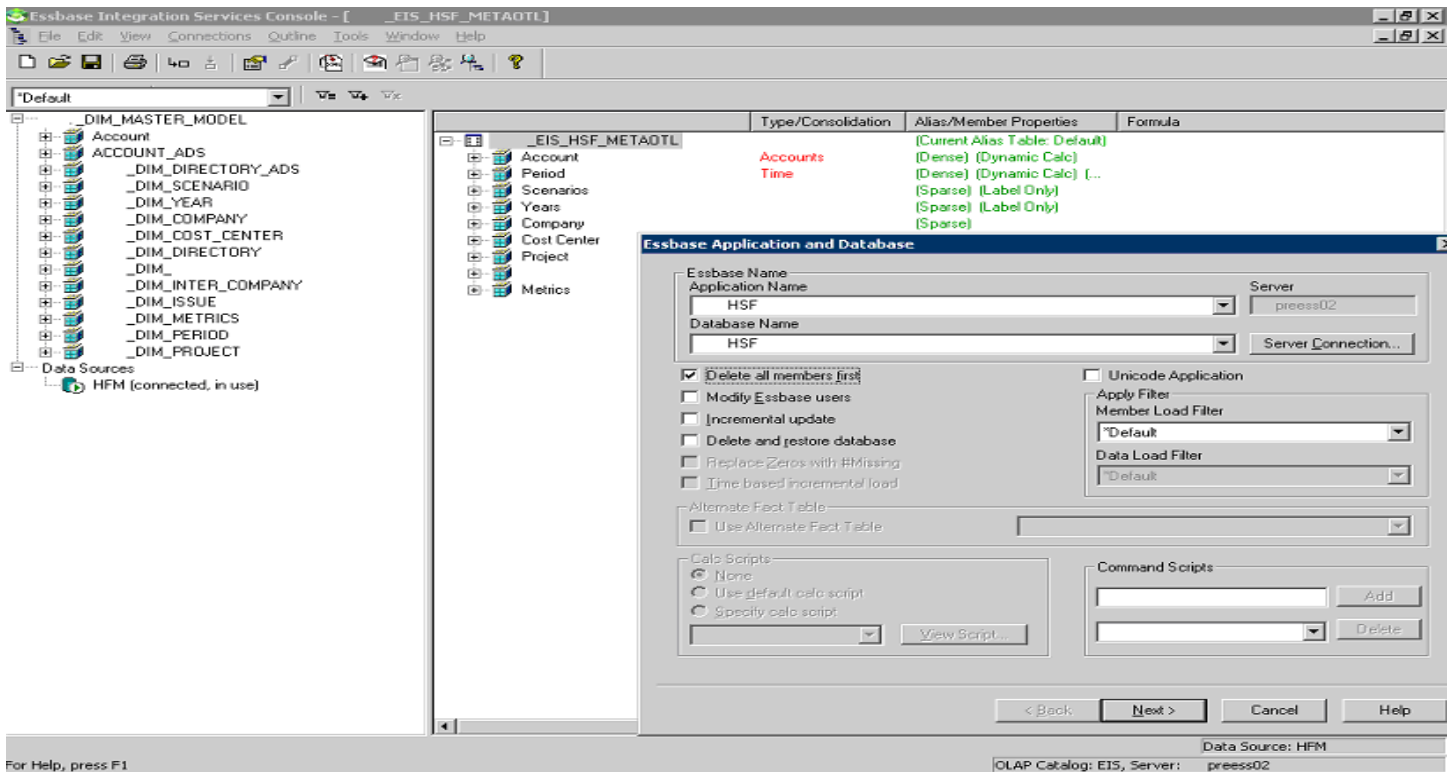 Essbase Integration Services Console - [ _EIS_HSF_METAOTL]
File Edit View Connections Outline Tools Window Help
*Default
_DIM_MASTER_MODEL
Account
ACCOUNT_ADS
_DIM_DIRECTORY_ADS
_DIM_SCENARIO
_DIM_YEAR
_DIM_COMPANY
_DIM_COST_CENTER
_DIM_DIRECTORY
_DIM_
_DIM_INTER_COMPANY
_DIM_ISSUE
_DIM_METRICS
_DIM_PERIOD
_DIM_PROJECT
Data Sources
HFM (connected, in use)
Type/Consolidation Alias/Member Properties Formula
_EIS_HSF_METAOTL (Current Alias Table: Default)
Account Accounts (Dense) (Dynamic Calc)
Period Time (Dense) (Dynamic Calc) (...
Scenarios (Sparse) (Label Only)
Years (Sparse) (Label Only)
Company (Sparse)
Cost Center
Project
Metrics
Essbase Application and Database
Essbase Name
Application Name Server
HSF preess02
Database Name
HSF Server Connection...
Delete all members first Unicode Application
Modify Essbase users Apply Filter
Incremental update Member Load Filter
Delete and restore database *Default
Replace Zeros with #Missing Data Load Filter
Time based incremental load *Default
Alternate Fact Table
Use Alternate Fact Table
Calc Scripts Command Scripts
None
Use default calc script Add
Specify calc script
View Script... Delete
< Back Next > Cancel Help
Data Source: HFM
For Help, press F1 OLAP Catalog: EIS, Server: preess02